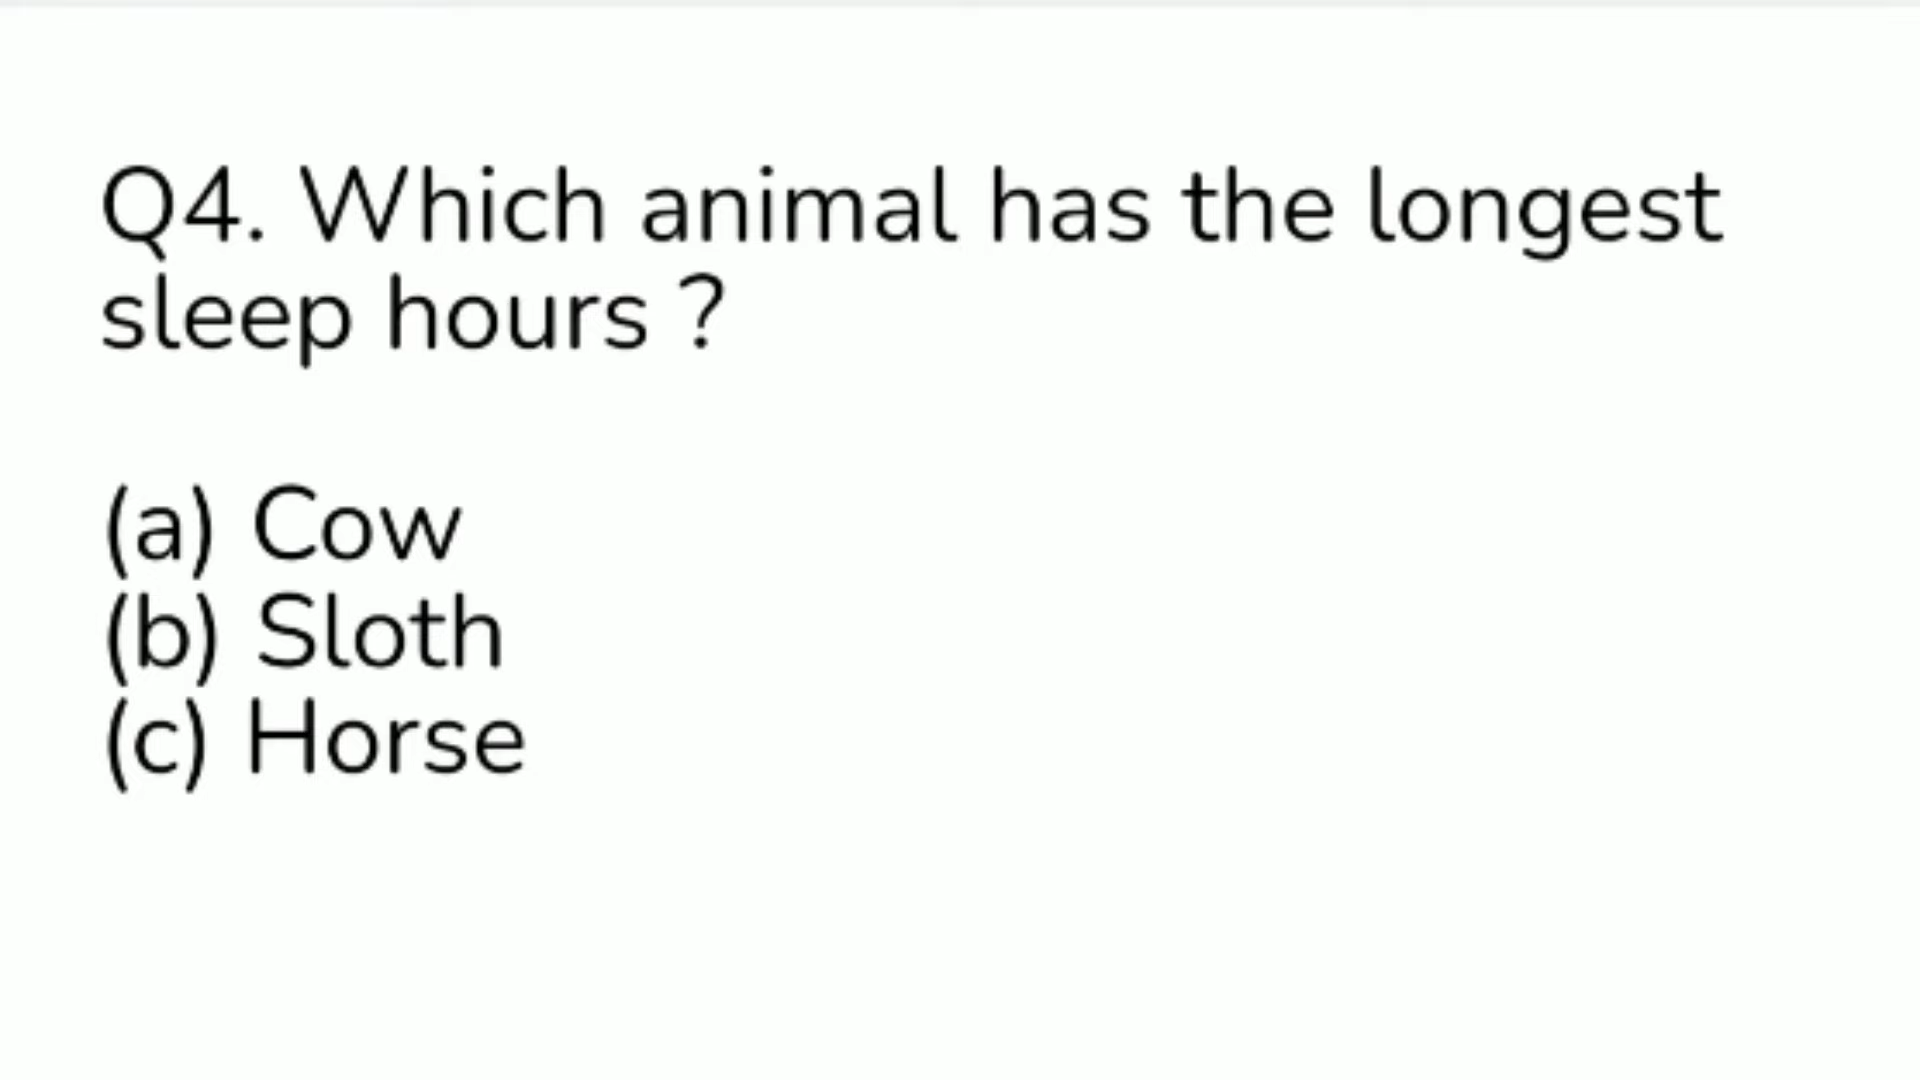 Q4. Which animal has the longest
sleep hours ?
(a) Cow
(b) Sloth
(c) Horse